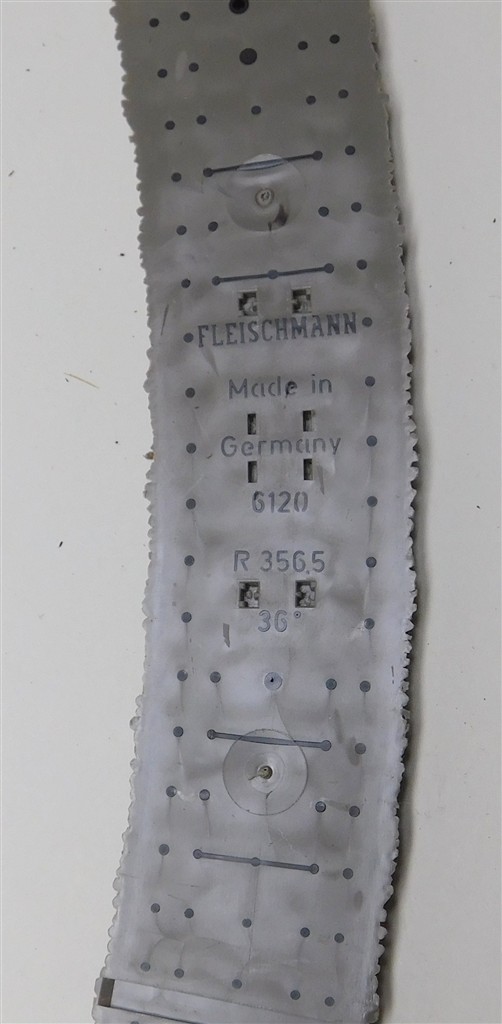 FLEISCHMANN
Made in
Germany
6120
R 356,5
36°